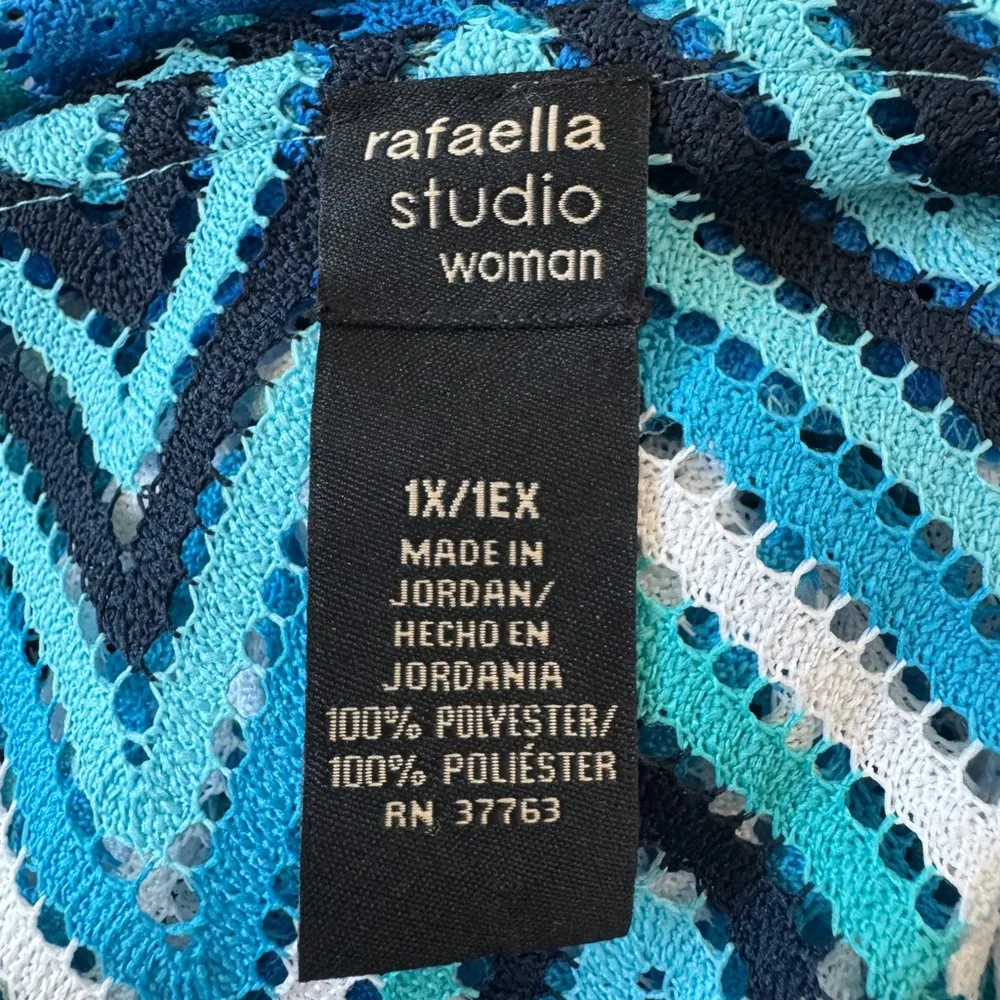 rafaella
studio
woman
1X/1EX
MADE IN
JORDAN/
HECHO EN
JORDANIA
100% POLYESTER/
100% POLIÉSTER
RN 37763